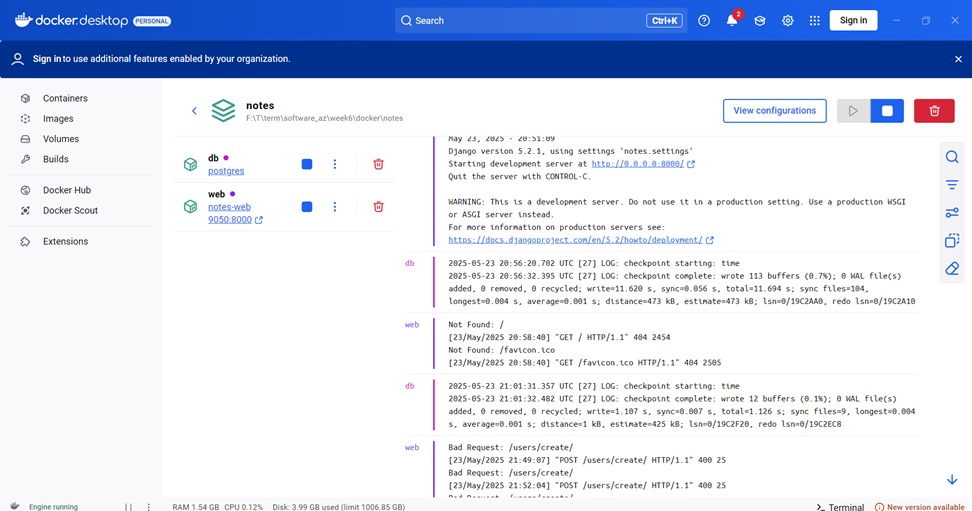 docker.desktop PERSONAL
Search
Ctrl+K
2
Sign in
Sign in to use additional features enabled by your organization.
Containers
Images
Volumes
Builds
Docker Hub
Docker Scout
Extensions
notes
F:\T\term\software_az\week6\docker\notes
View configurations
db
postgres
web
notes-web
9050:8000
May 23, 2025 - 20:51:09
Django version 5.2.1, using settings 'notes.settings'
Starting development server at http://0.0.0.0:8000/
Quit the server with CONTROL-C.
WARNING: This is a development server. Do not use it in a production setting. Use a production WSGI
or ASGI server instead.
For more information on production servers see:
https://docs.djangoproject.com/en/5.2/howto/deployment/
db
2025-05-23 20:56:20.702 UTC [27] LOG: checkpoint starting: time
2025-05-23 20:56:32.395 UTC [27] LOG: checkpoint complete: wrote 113 buffers (0.7%); 0 WAL file(s)
added, 0 removed, 0 recycled; write=11.620 s, sync=0.056 s, total=11.694 s; sync files=104,
longest=0.004 s, average=0.001 s; distance=473 kB, estimate=473 kB; lsn=0/19C2AA0, redo lsn=0/19C2A10
web
Not Found: /
[23/May/2025 20:58:40] "GET / HTTP/1.1" 404 2454
Not Found: /favicon.ico
[23/May/2025 20:58:40] "GET /favicon.ico HTTP/1.1" 404 2505
db
2025-05-23 21:01:31.357 UTC [27] LOG: checkpoint starting: time
2025-05-23 21:01:32.482 UTC [27] LOG: checkpoint complete: wrote 12 buffers (0.1%); 0 WAL file(s)
added, 0 removed, 0 recycled; write=1.107 s, sync=0.007 s, total=1.126 s; sync files=9, longest=0.004
s, average=0.001 s; distance=1 kB, estimate=425 kB; lsn=0/19C2F20, redo lsn=0/19C2EC8
web
Bad Request: /users/create/
[23/May/2025 21:49:07] "POST /users/create/ HTTP/1.1" 400 25
Bad Request: /users/create/
[23/May/2025 21:52:04] "POST /users/create/ HTTP/1.1" 400 25
Bad Request: /users/create/
Engine running
RAM 1.54 GB CPU 0.12% Disk: 3.99 GB used (limit 1006.85 GB)
Terminal
New version available